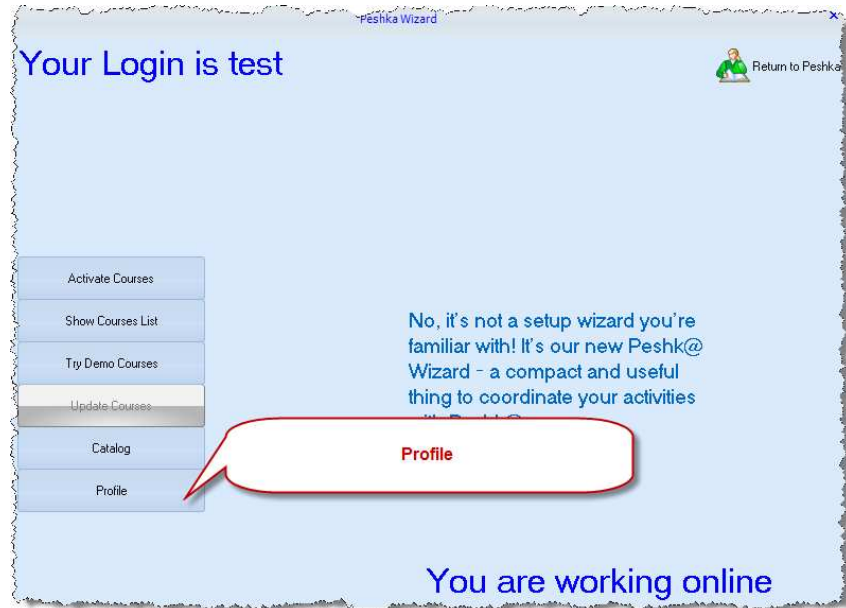 Peshka Wizard
Your Login is test
Return to Peshka
Activate Courses
Show Courses List
Try Demo Courses
Update Courses
Catalog
Profile
No, it's not a setup wizard you're
familiar with! It's our new Peshk@
Wizard - a compact and useful
thing to coordinate your activities
Profile
You are working online